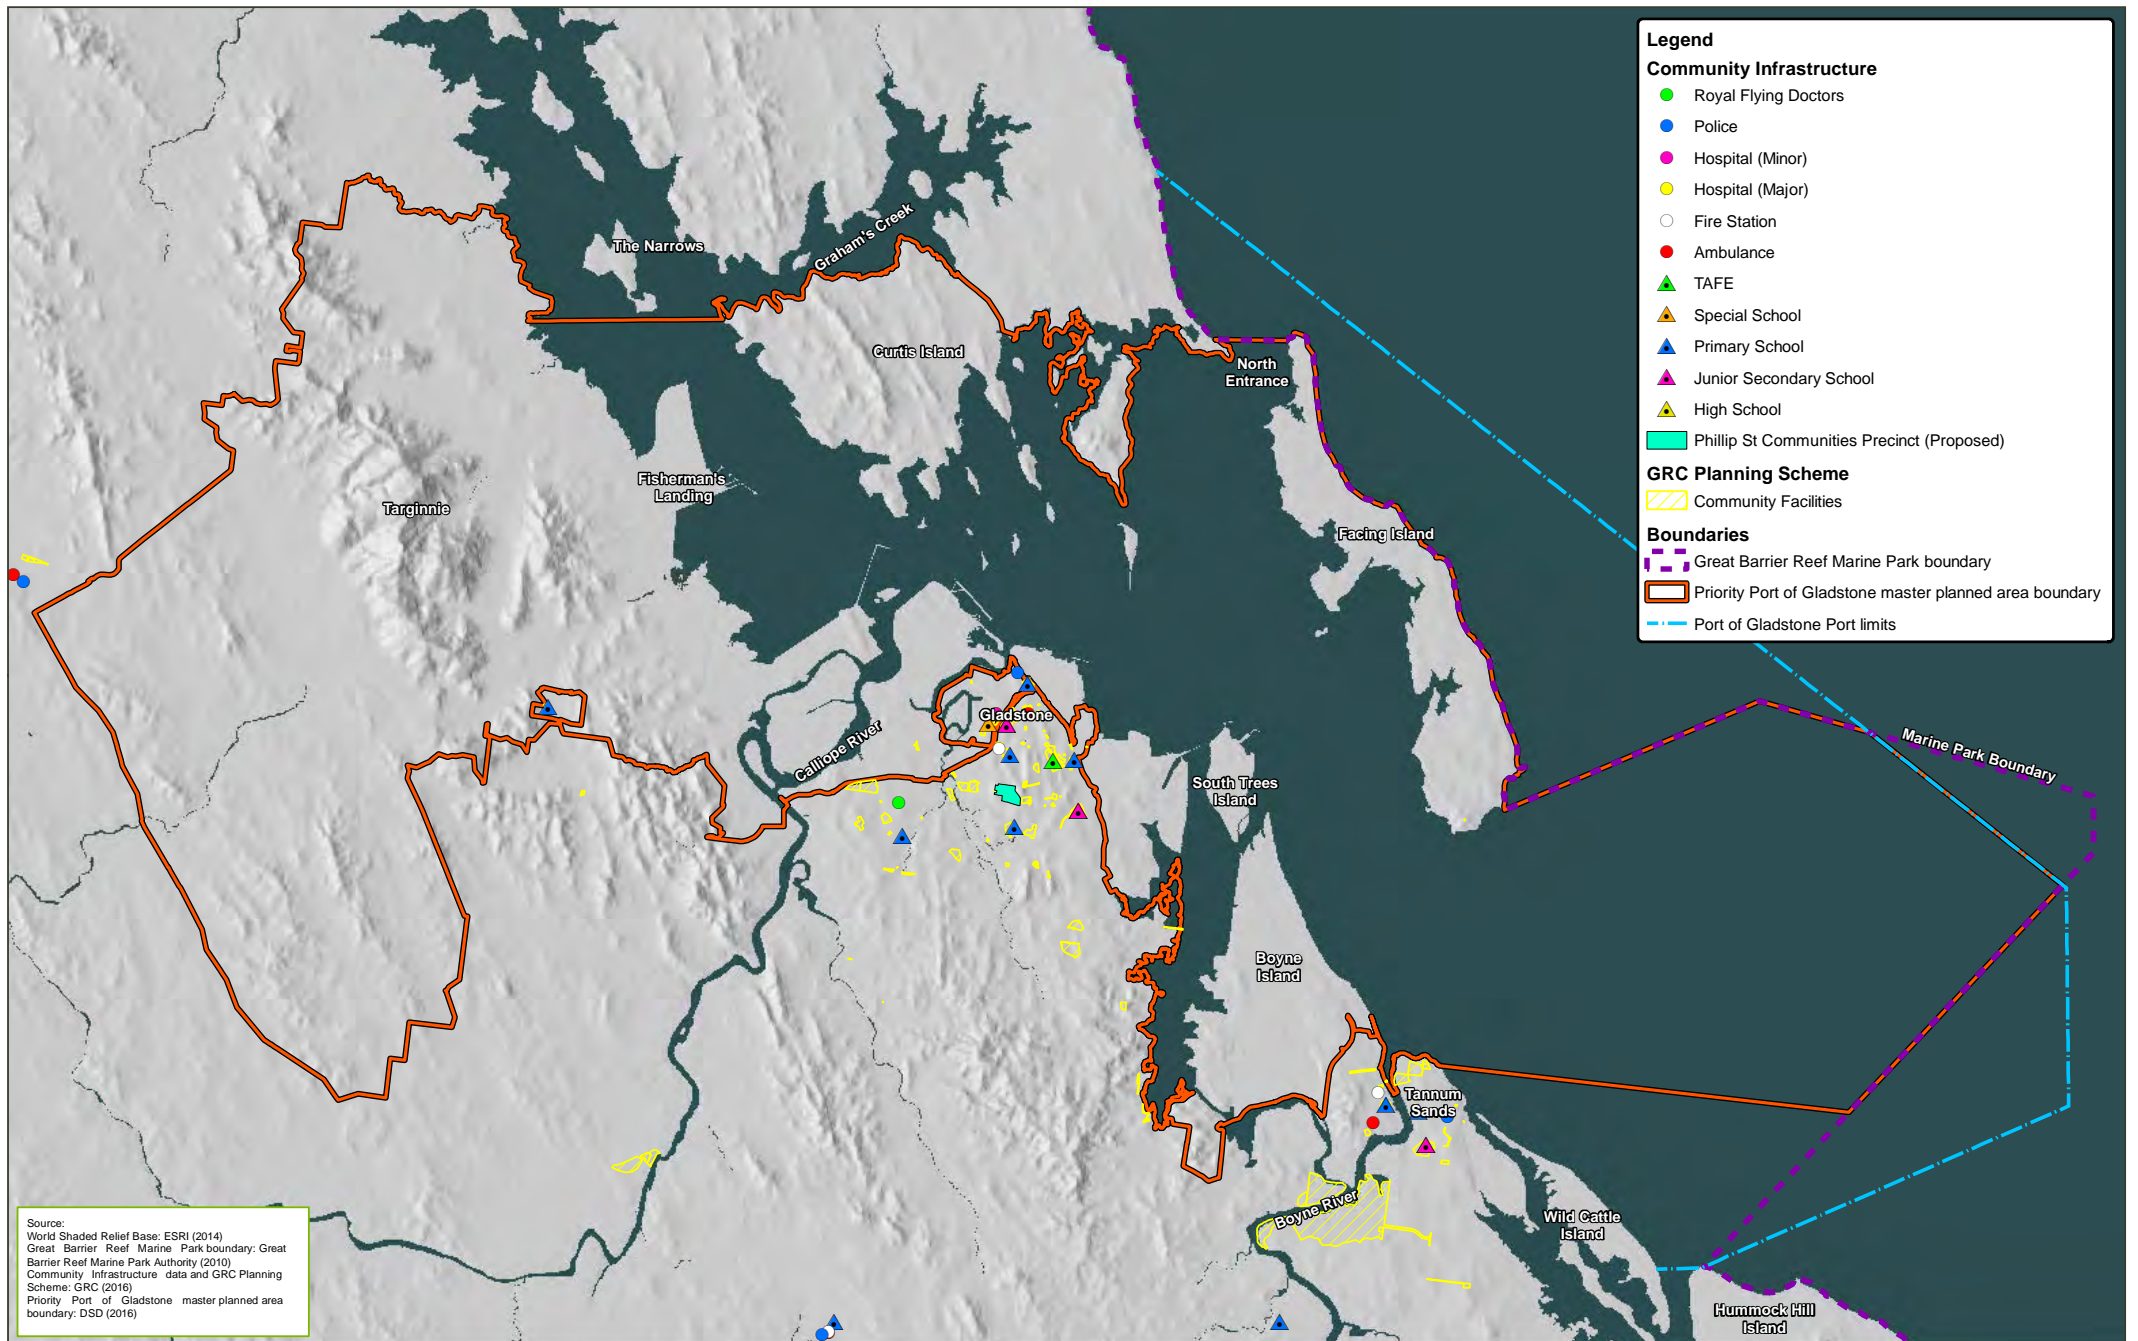 Legend
Community Infrastructure
Royal Flying Doctors
Police
Hospital (Minor)
Hospital (Major)
Fire Station
Ambulance
TAFE
Special School
Primary School
Junior Secondary School
High School
Phillip St Communities Precinct (Proposed)
GRC Planning Scheme
Community Facilities
Boundaries
Great Barrier Reef Marine Park boundary
Priority Port of Gladstone master planned area boundary
Port of Gladstone Port limits
The Narrows
Graham's Creek
Curtis Island
North
Entrance
Fisherman's
Landing
Targinnie
Facing Island
Gladstone
Calliope River
South Trees
Island
Marine Park Boundary
Boyne
Island
Tannum
Sands
Boyne River
Wild Cattle
Island
Hummock Hill
Island
Source:
World Shaded Relief Base: ESRI (2014)
Great Barrier Reef Marine Park boundary: Great
Barrier Reef Marine Park Authority (2010)
Community Infrastructure data and GRC Planning
Scheme: GRC (2016)
Priority Port of Gladstone master planned area
boundary: DSD (2016)